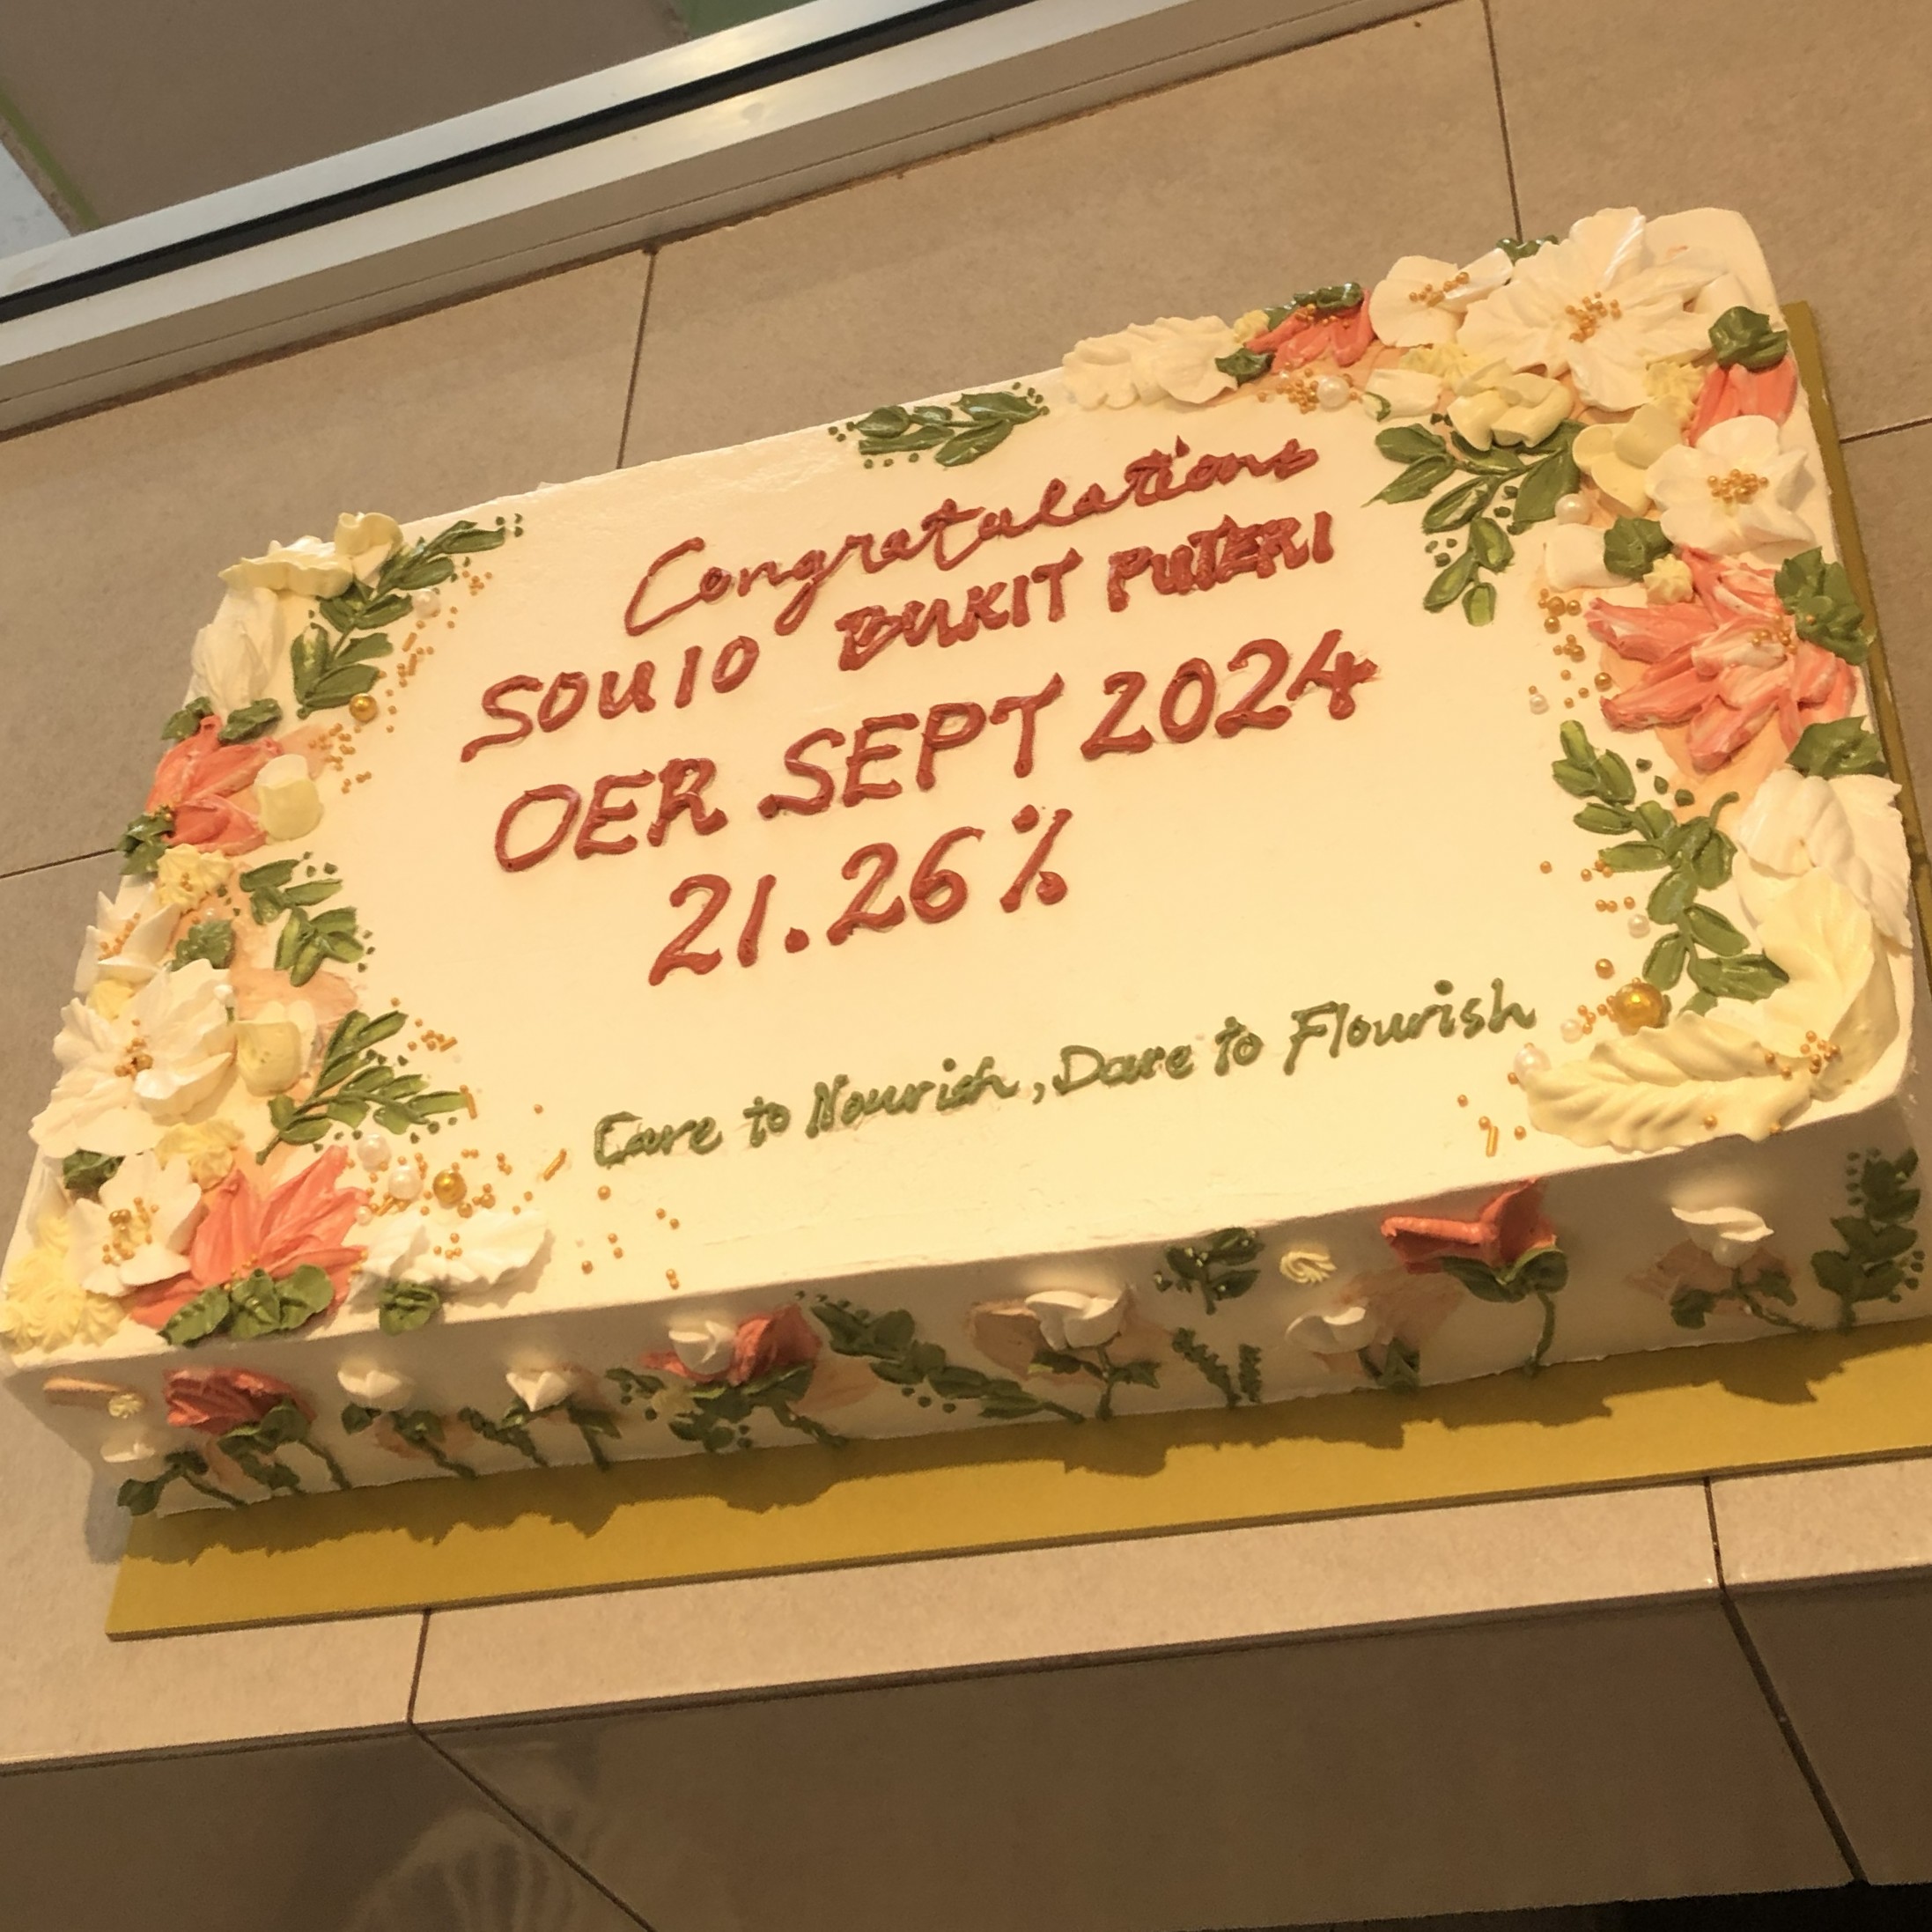 Congratulations
SOU10 BUKIT PUTERI
OER SEPT 2024
21.26%
Care to Nourish, Dare to Flourish